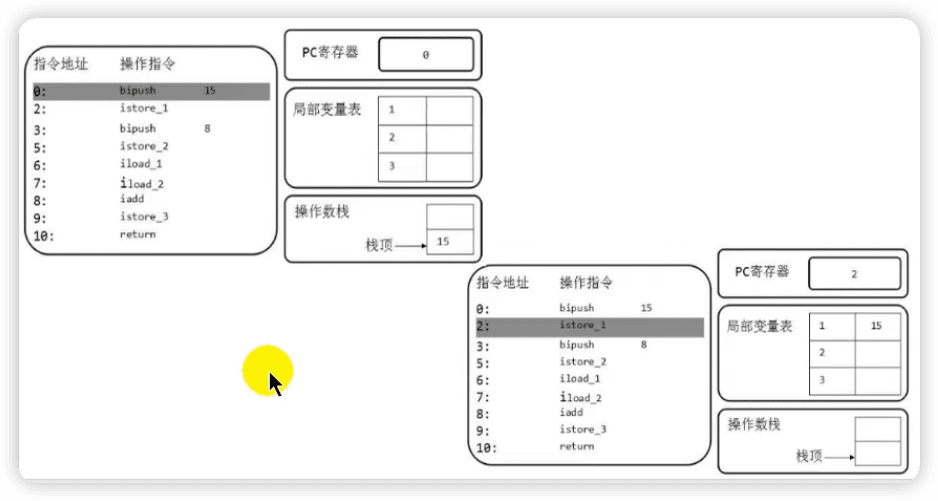 指令地址 操作指令
0: bipush 15
2: istore_1
3: bipush 8
5: istore_2
6: iload_1
7: iload_2
8: iadd
9: istore_3
10: return
PC寄存器 0
局部变量表 1
2
3
操作数栈
栈顶 15
指令地址 操作指令
0: bipush 15
2: istore_1
3: bipush 8
5: istore_2
6: iload_1
7: iload_2
8: iadd
9: istore_3
10: return
PC寄存器 2
局部变量表 1 15
2
3
操作数栈
栈顶